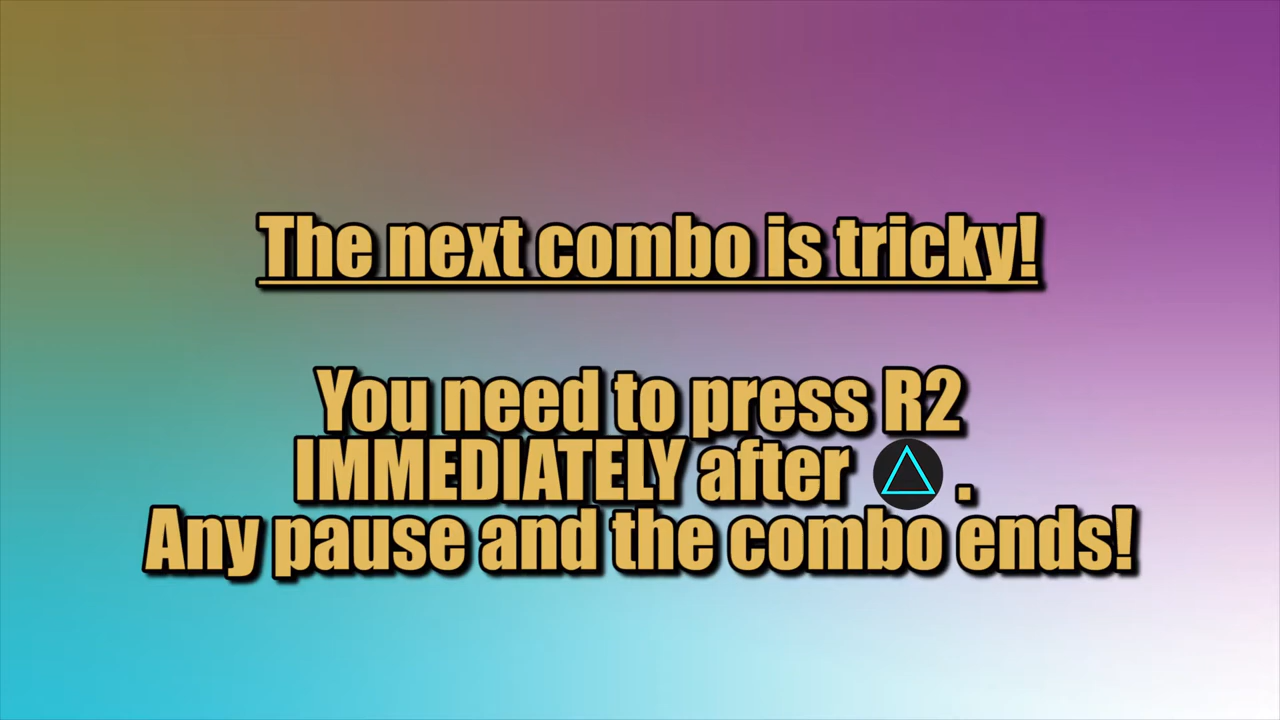 The next combo is tricky!
You need to press R2
IMMEDIATELY after .
Any pause and the combo ends!